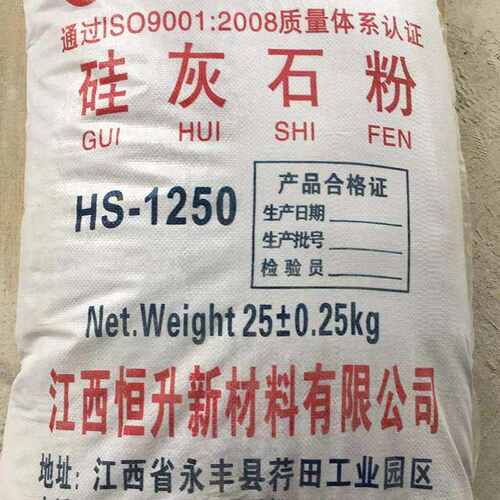 通过ISO9001:2008质量体系认证
硅灰石粉
GUI HUI SHI FEN
HS-1250
产品合格证
生产日期
生产批号
检验员
Net.Weight 25±0.25kg
江西恒升新材料有限公司
地址:江西省永丰县荇田工业园区